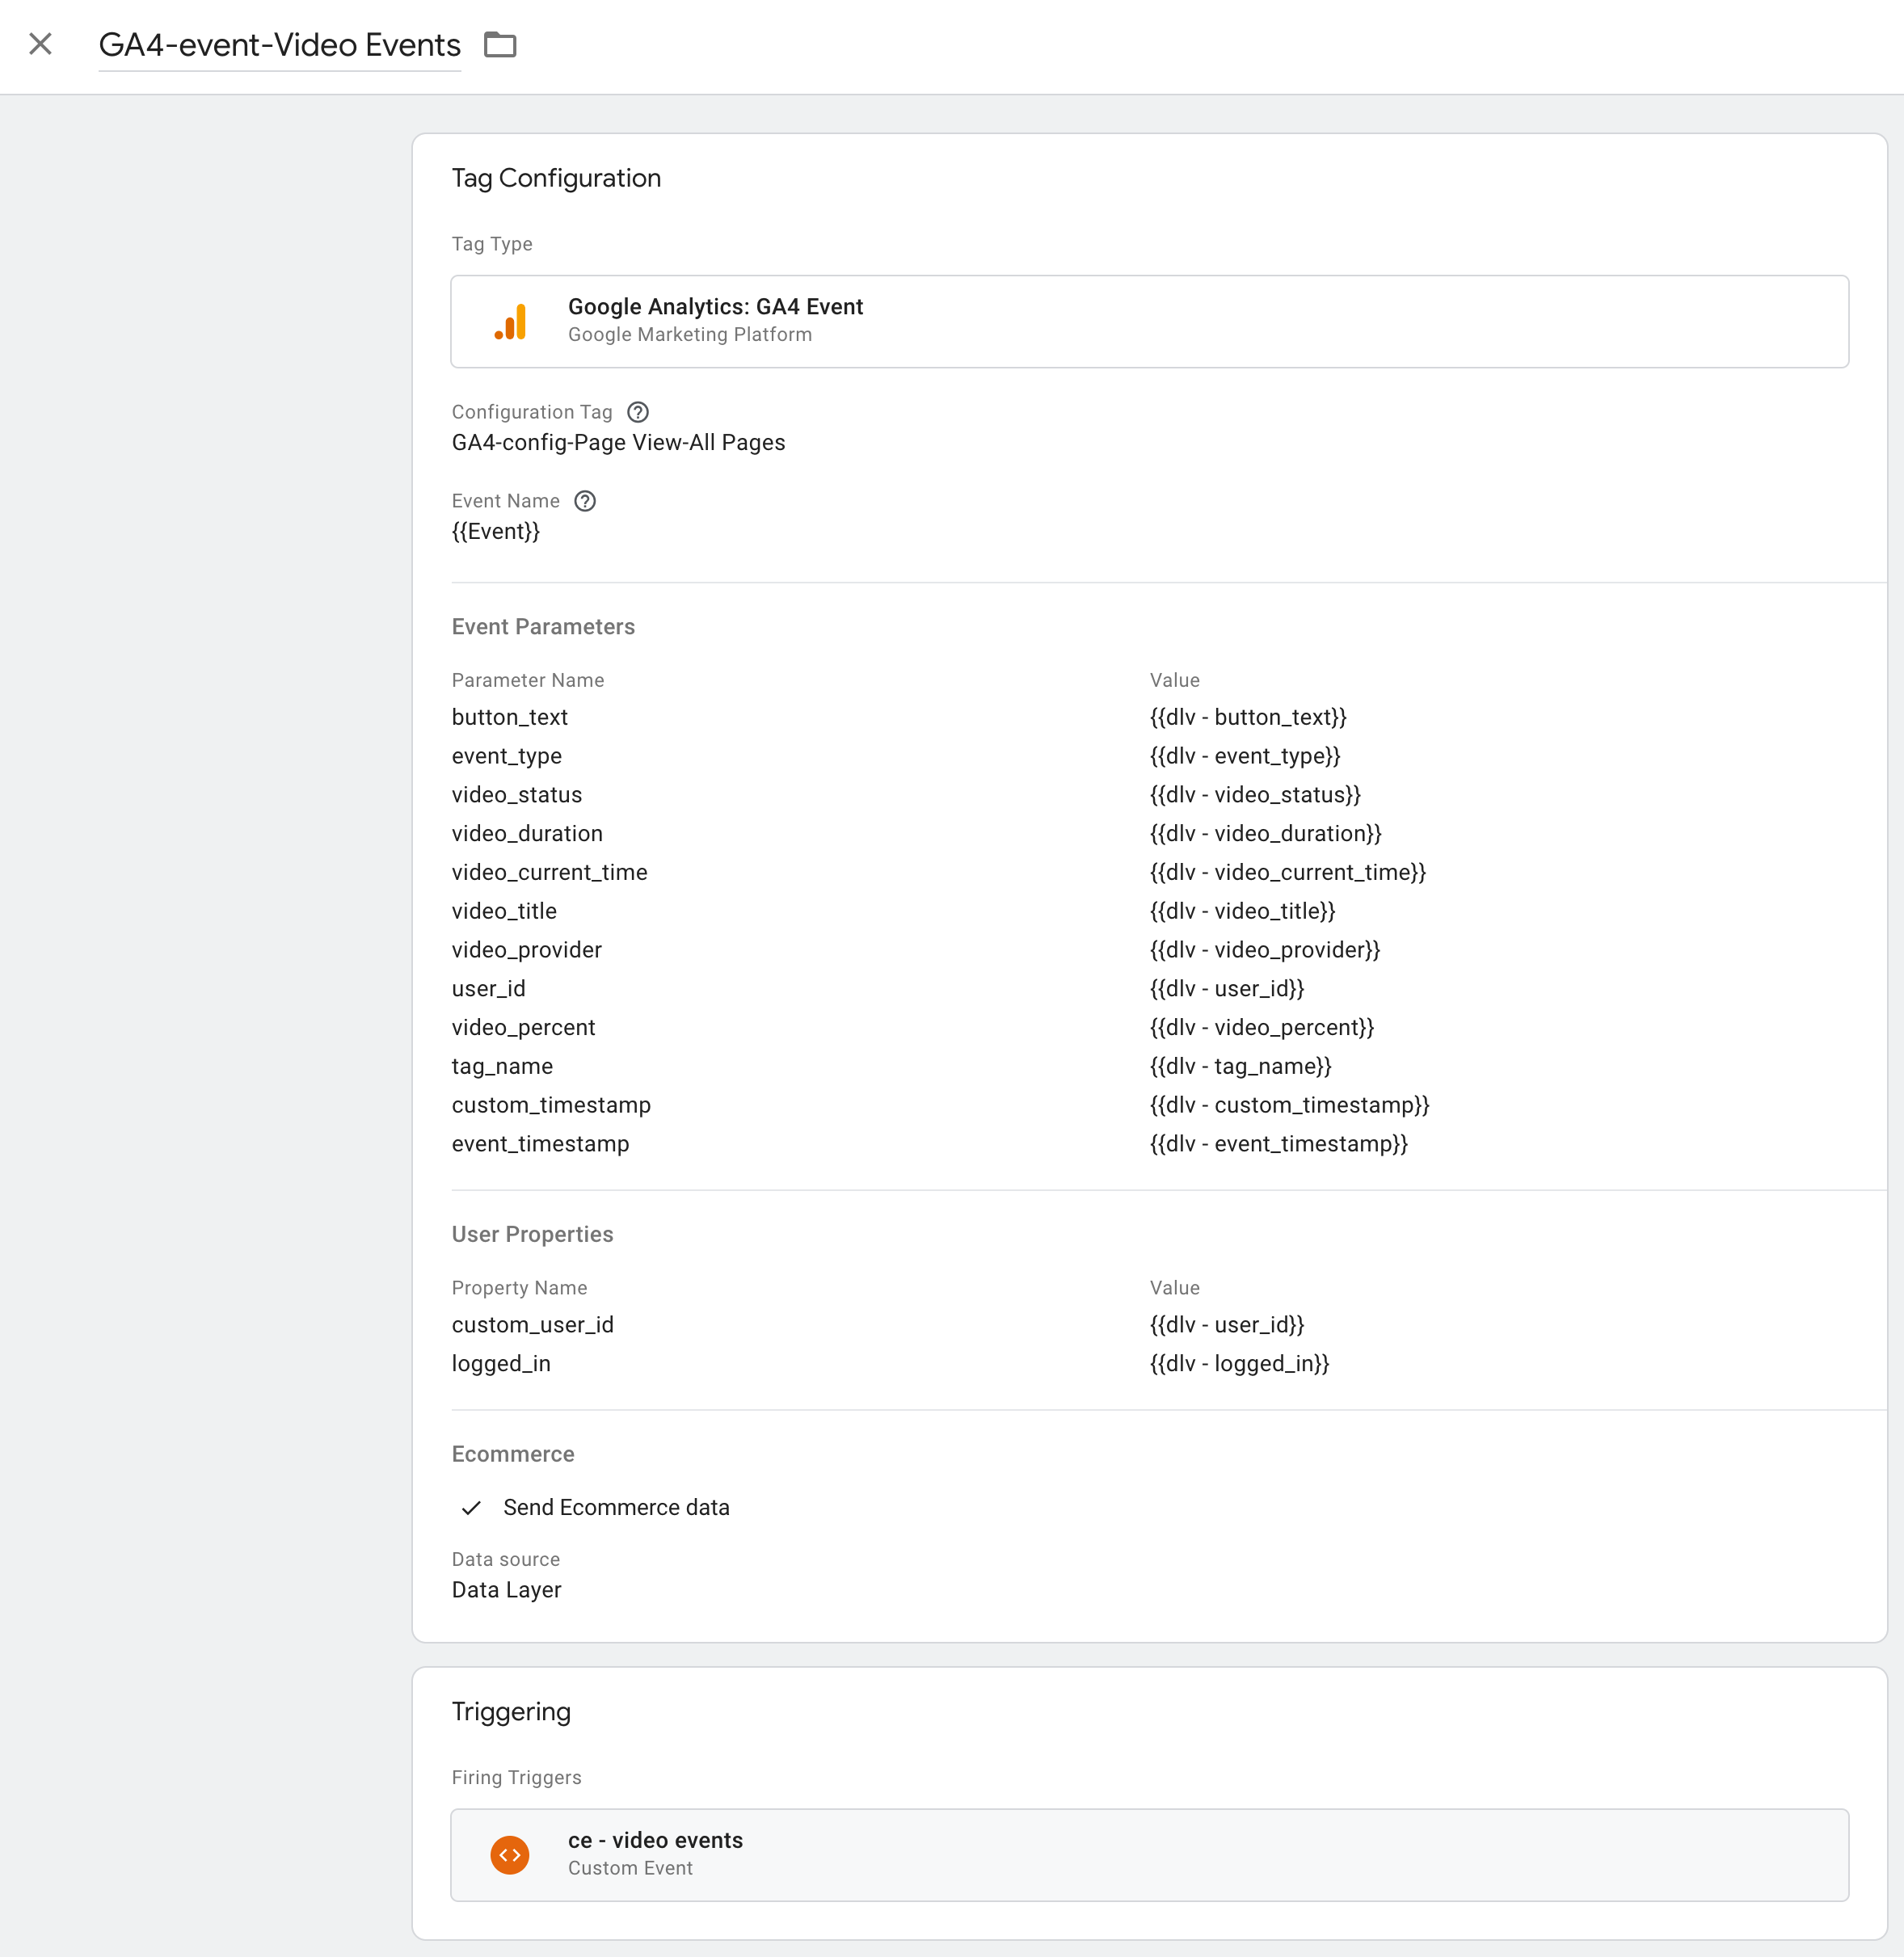 GA4-event-Video Events
Tag Configuration
Tag Type
Google Analytics: GA4 Event
Google Marketing Platform
Configuration Tag
GA4-config-Page View-All Pages
Event Name
{{Event}}
Event Parameters
Parameter Name Value
button_text {{dlv - button_text}}
event_type {{dlv - event_type}}
video_status {{dlv - video_status}}
video_duration {{dlv - video_duration}}
video_current_time {{dlv - video_current_time}}
video_title {{dlv - video_title}}
video_provider {{dlv - video_provider}}
user_id {{dlv - user_id}}
video_percent {{dlv - video_percent}}
tag_name {{dlv - tag_name}}
custom_timestamp {{dlv - custom_timestamp}}
event_timestamp {{dlv - event_timestamp}}
User Properties
Property Name Value
custom_user_id {{dlv - user_id}}
logged_in {{dlv - logged_in}}
Ecommerce
Send Ecommerce data
Data source
Data Layer
Triggering
Firing Triggers
ce - video events
Custom Event